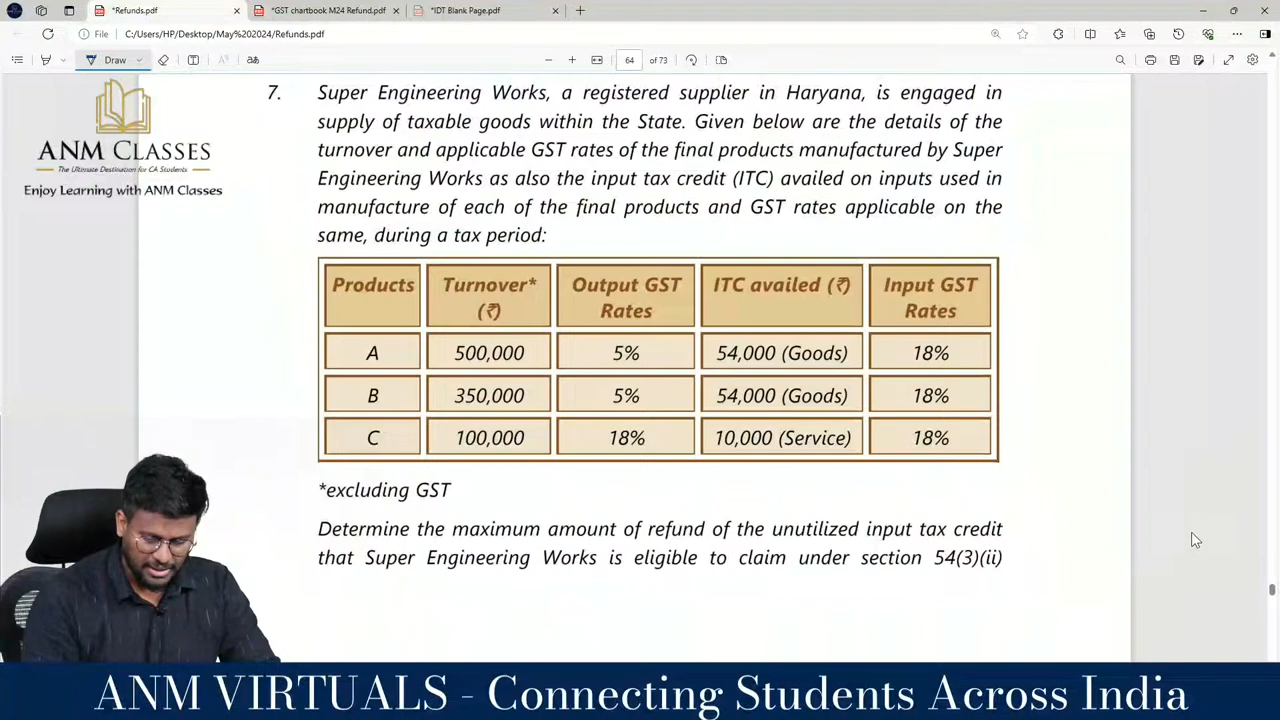 *Refunds.pdf
*GST chartbook M24 Refund.pdf
*IDT Blank Page.pdf
File
C:/Users/HP/Desktop/May%202024/Refunds.pdf
Draw
64 of 73
ANM CLASSES
The Ultimate Destination for CA Students
Enjoy Learning with ANM Classes
7. Super Engineering Works, a registered supplier in Haryana, is engaged in
supply of taxable goods within the State. Given below are the details of the
turnover and applicable GST rates of the final products manufactured by Super
Engineering Works as also the input tax credit (ITC) availed on inputs used in
manufacture of each of the final products and GST rates applicable on the
same, during a tax period:
Products Turnover* (₹) Output GST Rates ITC availed (₹) Input GST Rates
A 500,000 5% 54,000 (Goods) 18%
B 350,000 5% 54,000 (Goods) 18%
C 100,000 18% 10,000 (Service) 18%
*excluding GST
Determine the maximum amount of refund of the unutilized input tax credit
that Super Engineering Works is eligible to claim under section 54(3)(ii)
ANM VIRTUALS - Connecting Students Across India